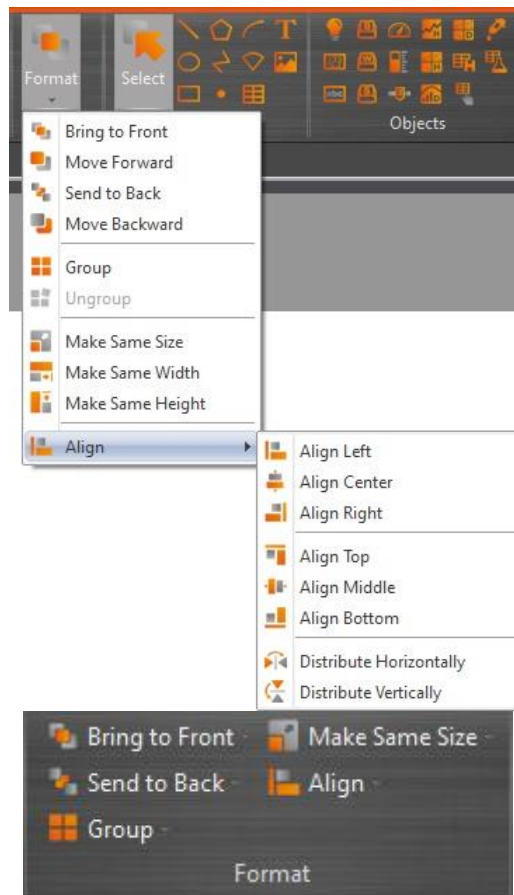 Format
Select
T
Objects
Bring to Front
Move Forward
Send to Back
Move Backward
Group
Ungroup
Make Same Size
Make Same Width
Make Same Height
Align
Align Left
Align Center
Align Right
Align Top
Align Middle
Align Bottom
Distribute Horizontally
Distribute Vertically
Bring to Front
Make Same Size
Send to Back
Align
Group
Format